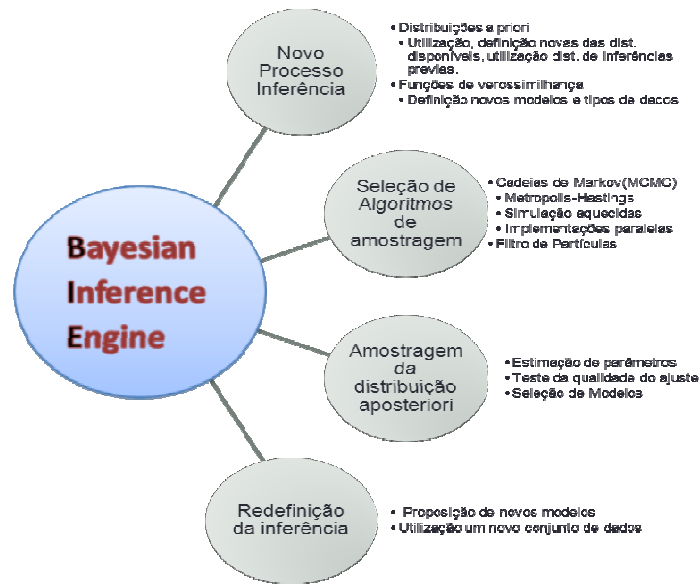 Novo
Processo
Inferência
• Distribuições a priori
• Utilização, definição novas das dist.
disponíveis, utilização dist. de inferências
previas.
• Funções de verossimilhança
• Definição novos modelos e tipos de dados
Seleção de
Algoritmos
de
amostragem
• Cadeias de Markov(MCMC)
• Metropolis-Hastings
• Simulação aquecidas
• Implementações paralelas
• Filtro de Partículas
Bayesian
Inference
Engine
Amostragem
da
distribuição
aposteriori
• Estimação de parâmetros
• Teste da qualidade do ajuste
• Seleção de Modelos
Redefinição
da inferência
• Proposição de novos modelos
• Utilização um novo conjunto de dados